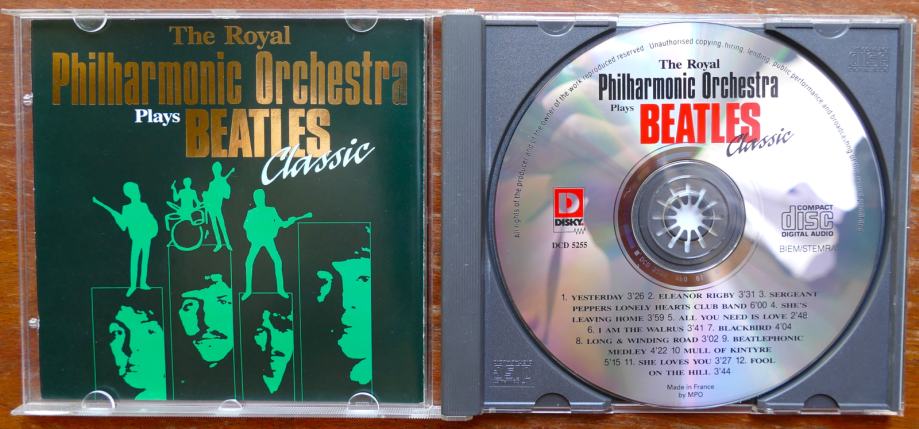 The Royal
Philharmonic Orchestra
Plays BEATLES
Classic
The Royal
Philharmonic Orchestra
Plays BEATLES
Classic
All rights of the producer and of the owner of the work reproduced reserved. Unauthorised copying, hiring, lending, public performance and broadcasting
D
DISKY
DCD 5255
COMPACT
disc
DIGITAL AUDIO
BIEM/STEMRA
1. YESTERDAY 3'26 2. ELEANOR RIGBY 3'31 3. SERGEANT
PEPPERS LONELY HEARTS CLUB BAND 6'00 4. SHE'S
LEAVING HOME 3'59 5. ALL YOU NEED IS LOVE 2'48
6. I AM THE WALRUS 3'41 7. BLACKBIRD 4'04
8. LONG & WINDING ROAD 3'02 9. BEATLEPHONIC
MEDLEY 4'22 10 MULL OF KINTYRE
5'15 11. SHE LOVES YOU 3'27 12. FOOL
ON THE HILL 3'44
Made in France
by MPO